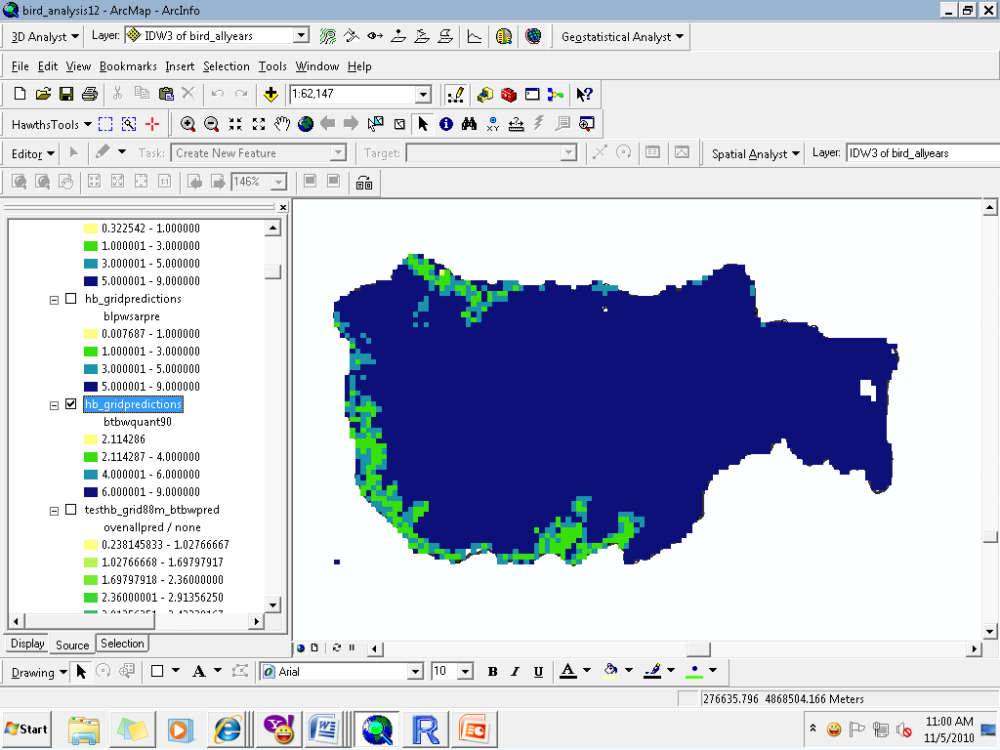 bird_analysis12 - ArcMap - ArcInfo
3D Analyst Layer: IDW3 of bird_allyears Geostatistical Analyst
File Edit View Bookmarks Insert Selection Tools Window Help
1:62,147
HawthsTools
Editor Task: Create New Feature Target: Spatial Analyst Layer: IDW3 of bird_allyears
146%
0.322542 - 1.000000
1.000001 - 3.000000
3.000001 - 5.000000
5.000001 - 9.000000
hb_gridpredictions
blpwsarpre
0.007687 - 1.000000
1.000001 - 3.000000
3.000001 - 5.000000
5.000001 - 9.000000
hb_gridpredictions
btbwquant90
2.114286
2.114287 - 4.000000
4.000001 - 6.000000
6.000001 - 9.000000
testhb_grid88m_btbwpred
ovenallpred / none
0.238145833 - 1.02766667
1.02766668 - 1.69797917
1.69797918 - 2.36000000
2.36000001 - 2.91356250
Display Source Selection
Drawing A Arial 10 B I U A
276635.796 4868504.166 Meters
Start
11:00 AM
11/5/2010